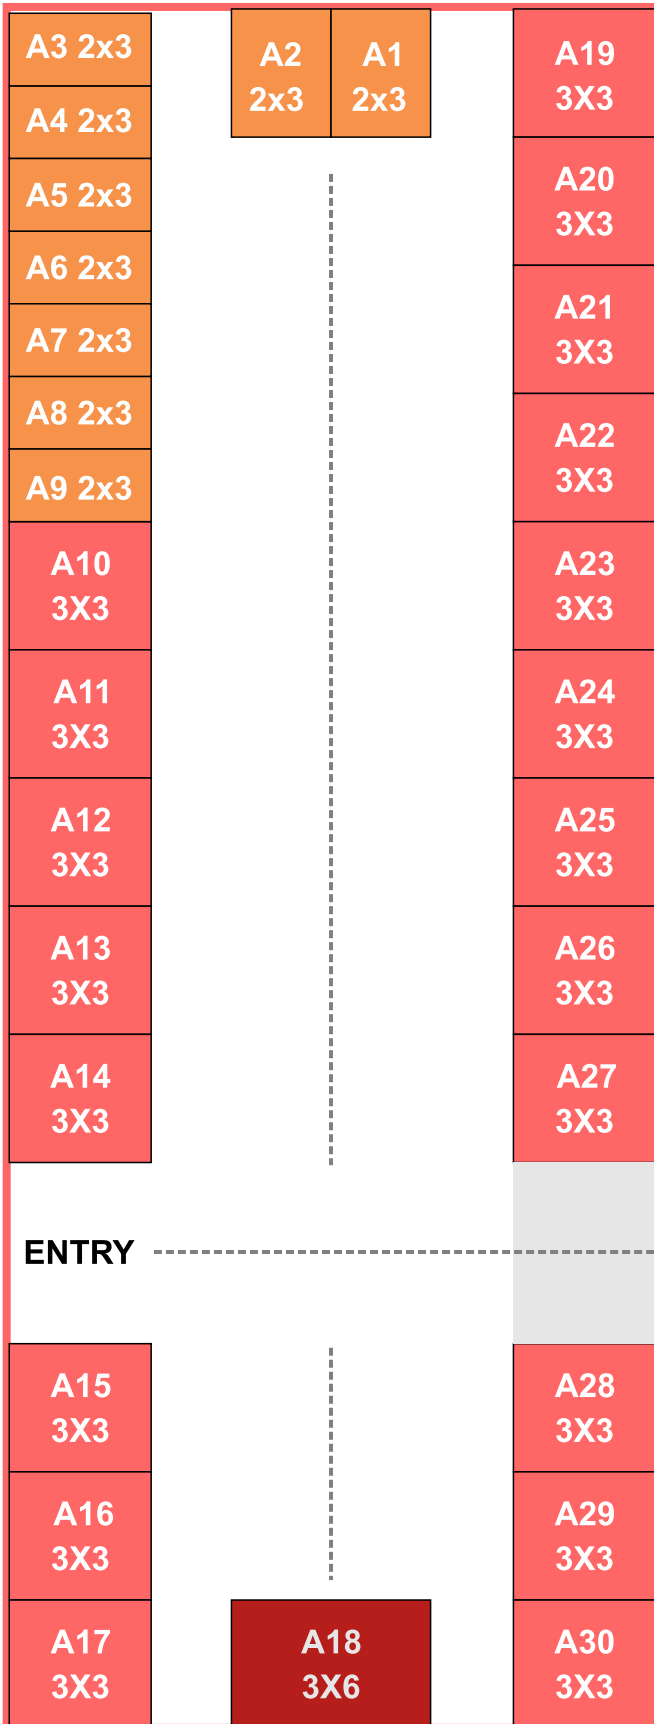 A3 2x3
A4 2x3
A5 2x3
A6 2x3
A7 2x3
A8 2x3
A9 2x3
A10
3X3
A11
3X3
A12
3X3
A13
3X3
A14
3X3
ENTRY
A15
3X3
A16
3X3
A17
3X3
A2
2x3
A1
2x3
A18
3X6
A19
3X3
A20
3X3
A21
3X3
A22
3X3
A23
3X3
A24
3X3
A25
3X3
A26
3X3
A27
3X3
A28
3X3
A29
3X3
A30
3X3